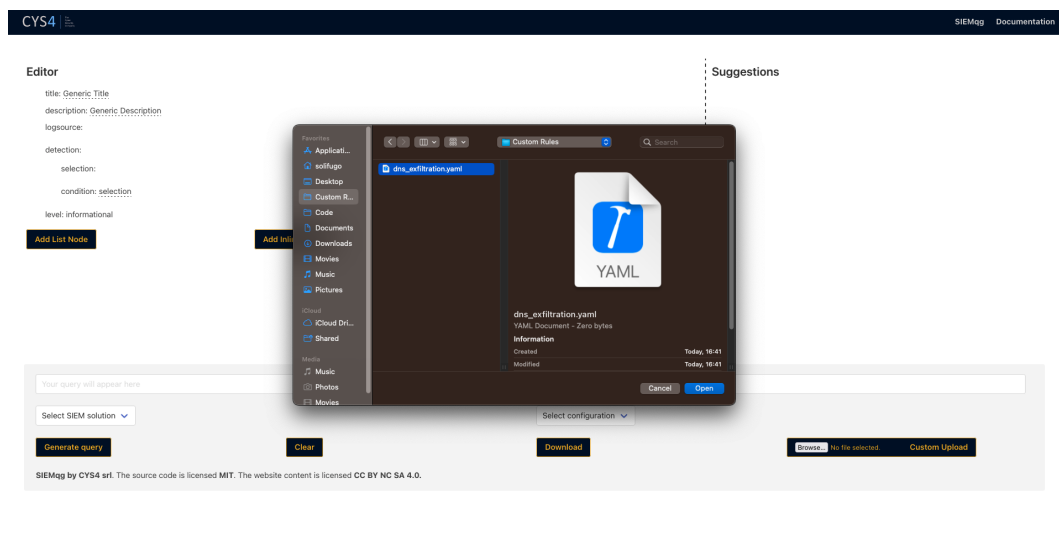 CYS4
SIEMqg Documentation
Editor
Suggestions
title: Generic Title
description: Generic Description
logsource:
detection:
selection:
condition: selection
level: informational
Add List Node
Favorites
Applicati...
solifugo
Desktop
Custom R...
Code
Documents
Downloads
Movies
Music
Pictures
iCloud
iCloud Dri...
Shared
Media
Music
Photos
Movies
Custom Rules
Search
dns_exfiltration.yaml
YAML
dns_exfiltration.yaml
YAML Document - Zero bytes
Information
Created Today, 16:41
Modified Today, 16:41
Cancel Open
Your query will appear here
Select SIEM solution
Select configuration
Generate query
Clear
Download
Browse... No file selected. Custom Upload
SIEMqg by CYS4 srl. The source code is licensed MIT. The website content is licensed CC BY NC SA 4.0.